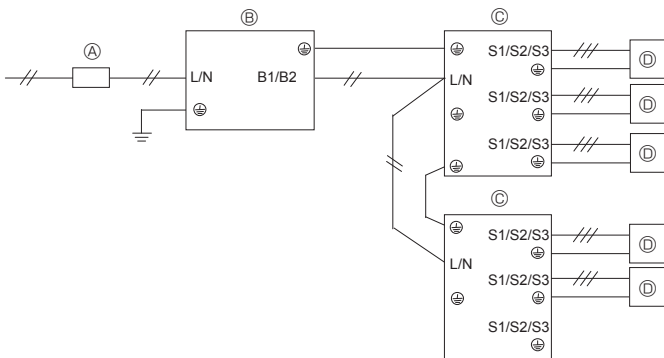 Ⓐ
Ⓑ
L/N
B1/B2
Ⓒ
L/N
S1/S2/S3
Ⓓ
S1/S2/S3
Ⓓ
S1/S2/S3
Ⓓ
Ⓒ
L/N
S1/S2/S3
Ⓓ
S1/S2/S3
Ⓓ
S1/S2/S3